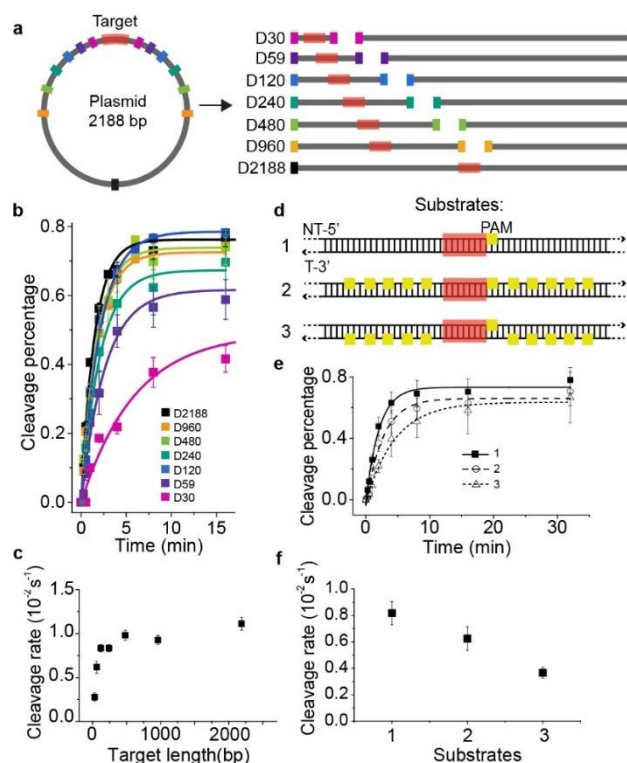 a
Target
Plasmid
2188 bp
D30
D59
D120
D240
D480
D960
D2188
b
Cleavage percentage
0.8
0.6
0.4
0.2
0.0
D2188
D960
D480
D240
D120
D59
D30
0 5 10 15
Time (min)
c
Cleavage rate (10-2s-1)
1.5
1.0
0.5
0.0
0 1000 2000
Target length(bp)
d
Substrates:
NT-5'
PAM
1
T-3'
2
3
e
Cleavage percentage
0.8
0.4
0.0
1
2
3
0 10 20 30
Time (min)
f
Cleavage rate (10-2s-1)
1.0
0.8
0.6
0.4
0.2
0.0
1 2 3
Substrates